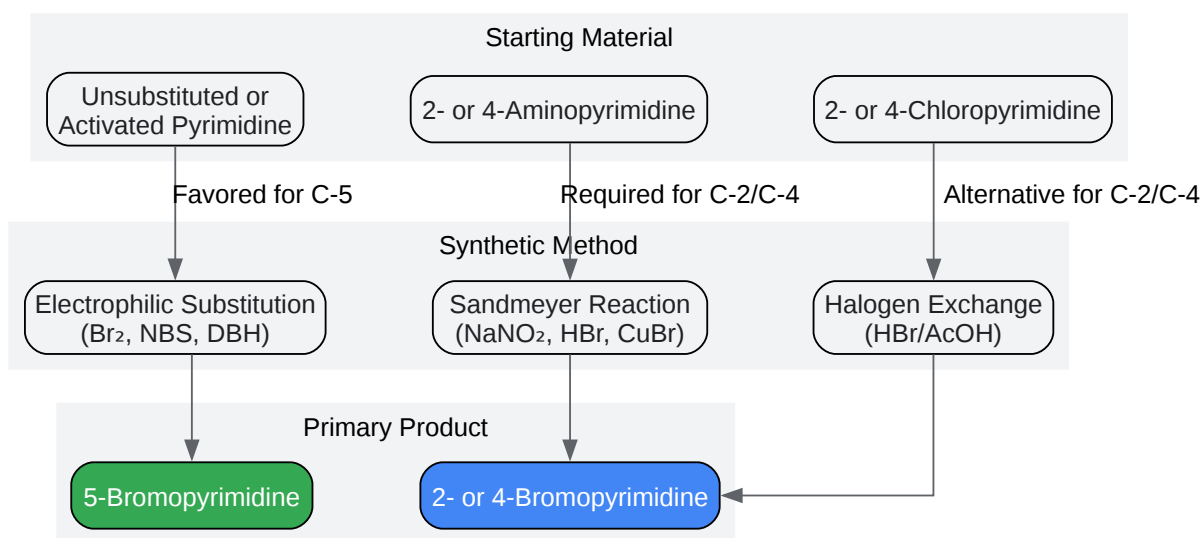 Starting Material
Unsubstituted or
Activated Pyrimidine
2- or 4-Aminopyrimidine
2- or 4-Chloropyrimidine
Favored for C-5
Required for C-2/C-4
Alternative for C-2/C-4
Synthetic Method
Electrophilic Substitution
(Br₂, NBS, DBH)
Sandmeyer Reaction
(NaNO₂, HBr, CuBr)
Halogen Exchange
(HBr/AcOH)
Primary Product
5-Bromopyrimidine
2- or 4-Bromopyrimidine